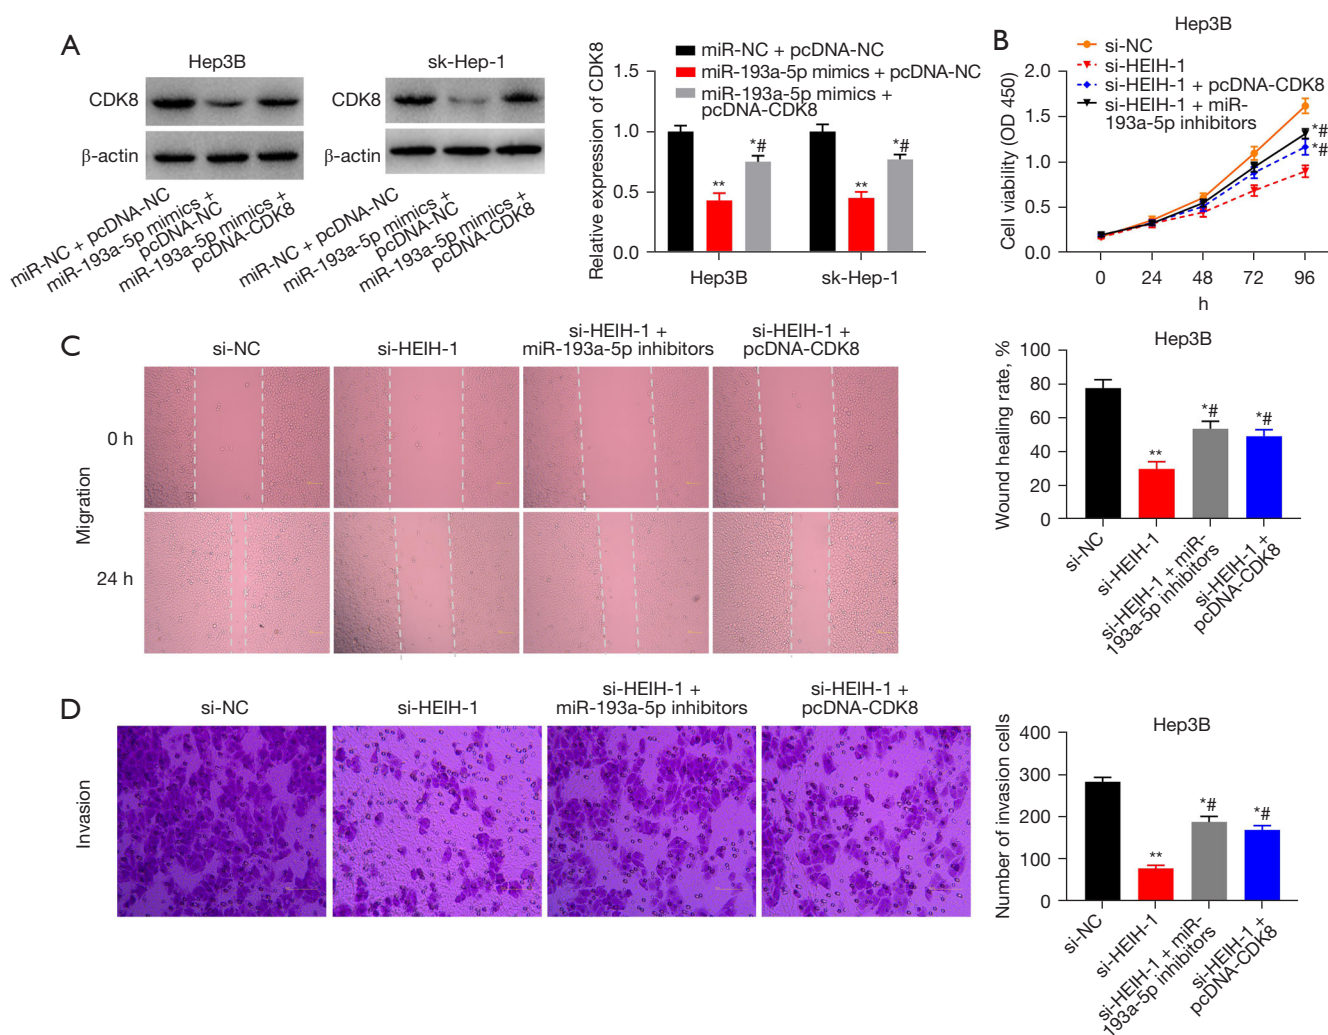 A
Hep3B
CDK8
β-actin
miR-NC + pcDNA-NC
miR-193a-5p mimics +
pcDNA-NC
miR-193a-5p mimics +
pcDNA-CDK8
sk-Hep-1
CDK8
β-actin
miR-NC + pcDNA-NC
miR-193a-5p mimics +
pcDNA-NC
miR-193a-5p mimics +
pcDNA-CDK8
Relative expression of CDK8
1.5
1.0
0.5
0.0
miR-NC + pcDNA-NC
miR-193a-5p mimics + pcDNA-NC
miR-193a-5p mimics +
pcDNA-CDK8
**
*#
**
*#
Hep3B
sk-Hep-1
B
Hep3B
si-NC
si-HEIH-1
si-HEIH-1 + pcDNA-CDK8
si-HEIH-1 + miR-
193a-5p inhibitors
Cell viability (OD 450)
2.0
1.5
1.0
0.5
0.0
*#
*#
0 24 48 72 96
h
C
si-NC
si-HEIH-1
si-HEIH-1 +
miR-193a-5p inhibitors
si-HEIH-1 +
pcDNA-CDK8
Migration
0 h
24 h
Hep3B
Wound healing rate, %
100
80
60
40
20
0
**
*#
*#
si-NC
si-HEIH-1
si-HEIH-1 + miR-
193a-5p inhibitors
si-HEIH-1 +
pcDNA-CDK8
D
si-NC
si-HEIH-1
si-HEIH-1 +
miR-193a-5p inhibitors
si-HEIH-1 +
pcDNA-CDK8
Invasion
Hep3B
Number of invasion cells
400
300
200
100
0
**
*#
*#
si-NC
si-HEIH-1
si-HEIH-1 + miR-
193a-5p inhibitors
si-HEIH-1 +
pcDNA-CDK8